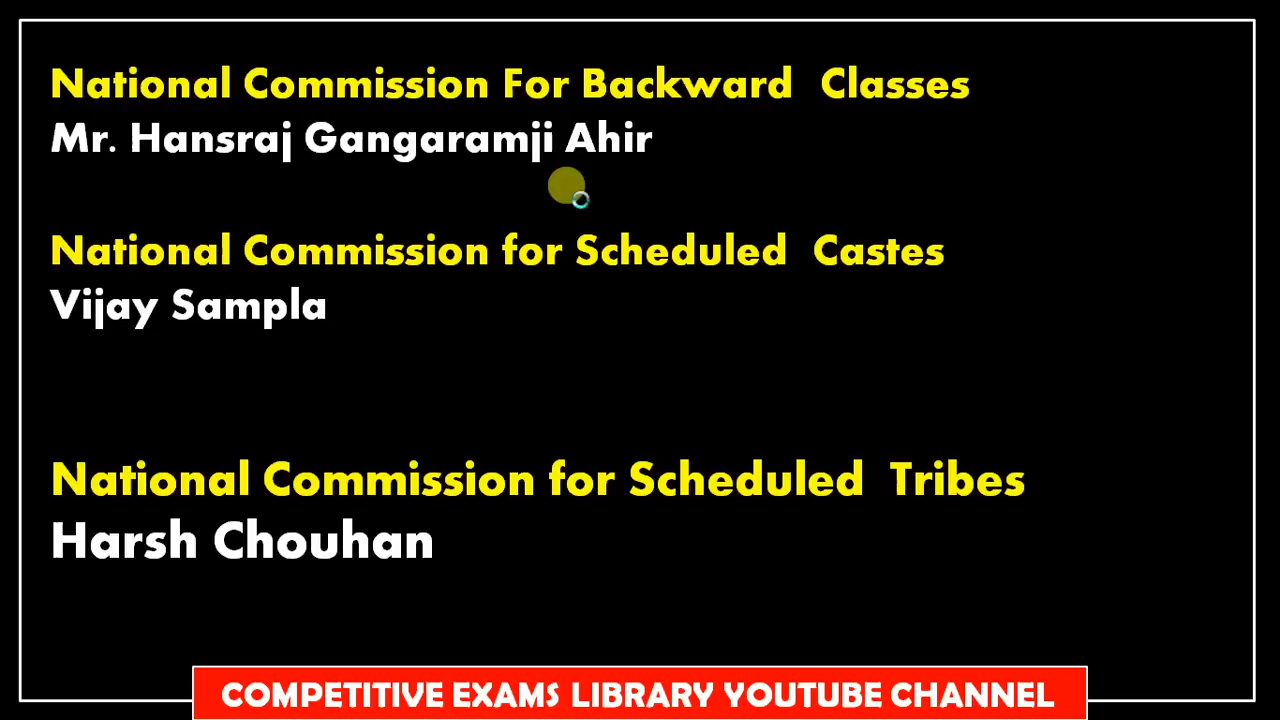 National Commission For Backward Classes
Mr. Hansraj Gangaramji Ahir
National Commission for Scheduled Castes
Vijay Sampla
National Commission for Scheduled Tribes
Harsh Chouhan
COMPETITIVE EXAMS LIBRARY YOUTUBE CHANNEL